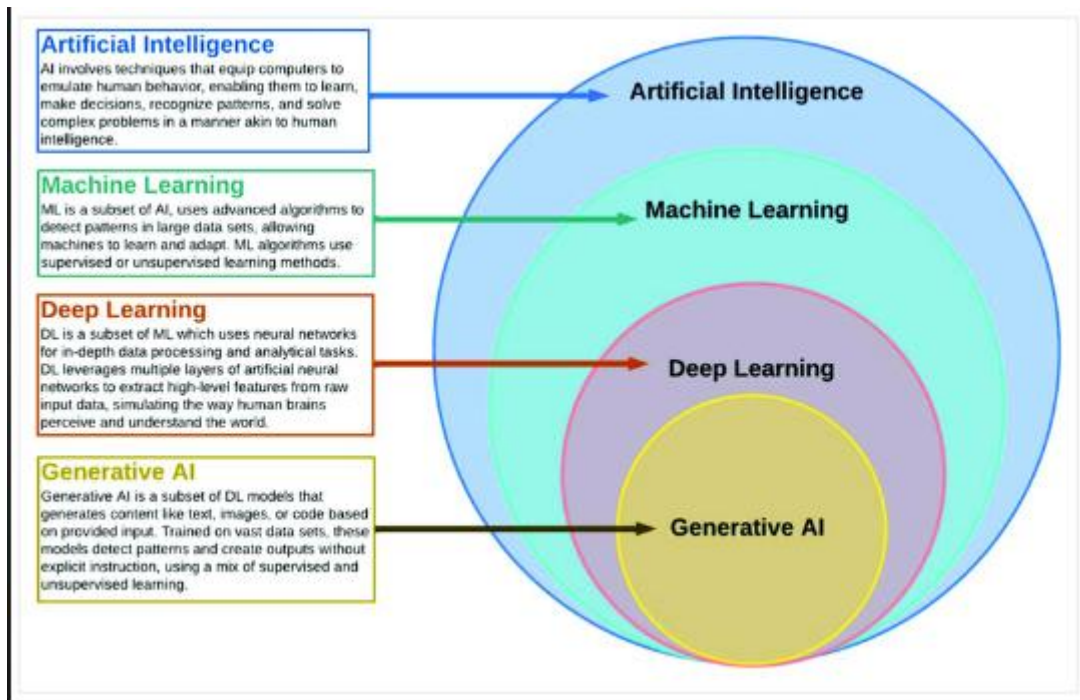 Artificial Intelligence
AI involves techniques that equip computers to
emulate human behavior, enabling them to learn,
make decisions, recognize patterns, and solve
complex problems in a manner akin to human
intelligence.
Machine Learning
ML is a subset of AI, uses advanced algorithms to
detect patterns in large data sets, allowing
machines to learn and adapt. ML algorithms use
supervised or unsupervised learning methods.
Deep Learning
DL is a subset of ML which uses neural networks
for in-depth data processing and analytical tasks.
DL leverages multiple layers of artificial neural
networks to extract high-level features from raw
input data, simulating the way human brains
perceive and understand the world.
Generative AI
Generative AI is a subset of DL models that
generates content like text, images, or code based
on provided input. Trained on vast data sets, these
models detect patterns and create outputs without
explicit instruction, using a mix of supervised and
unsupervised learning.
Artificial Intelligence
Machine Learning
Deep Learning
Generative AI